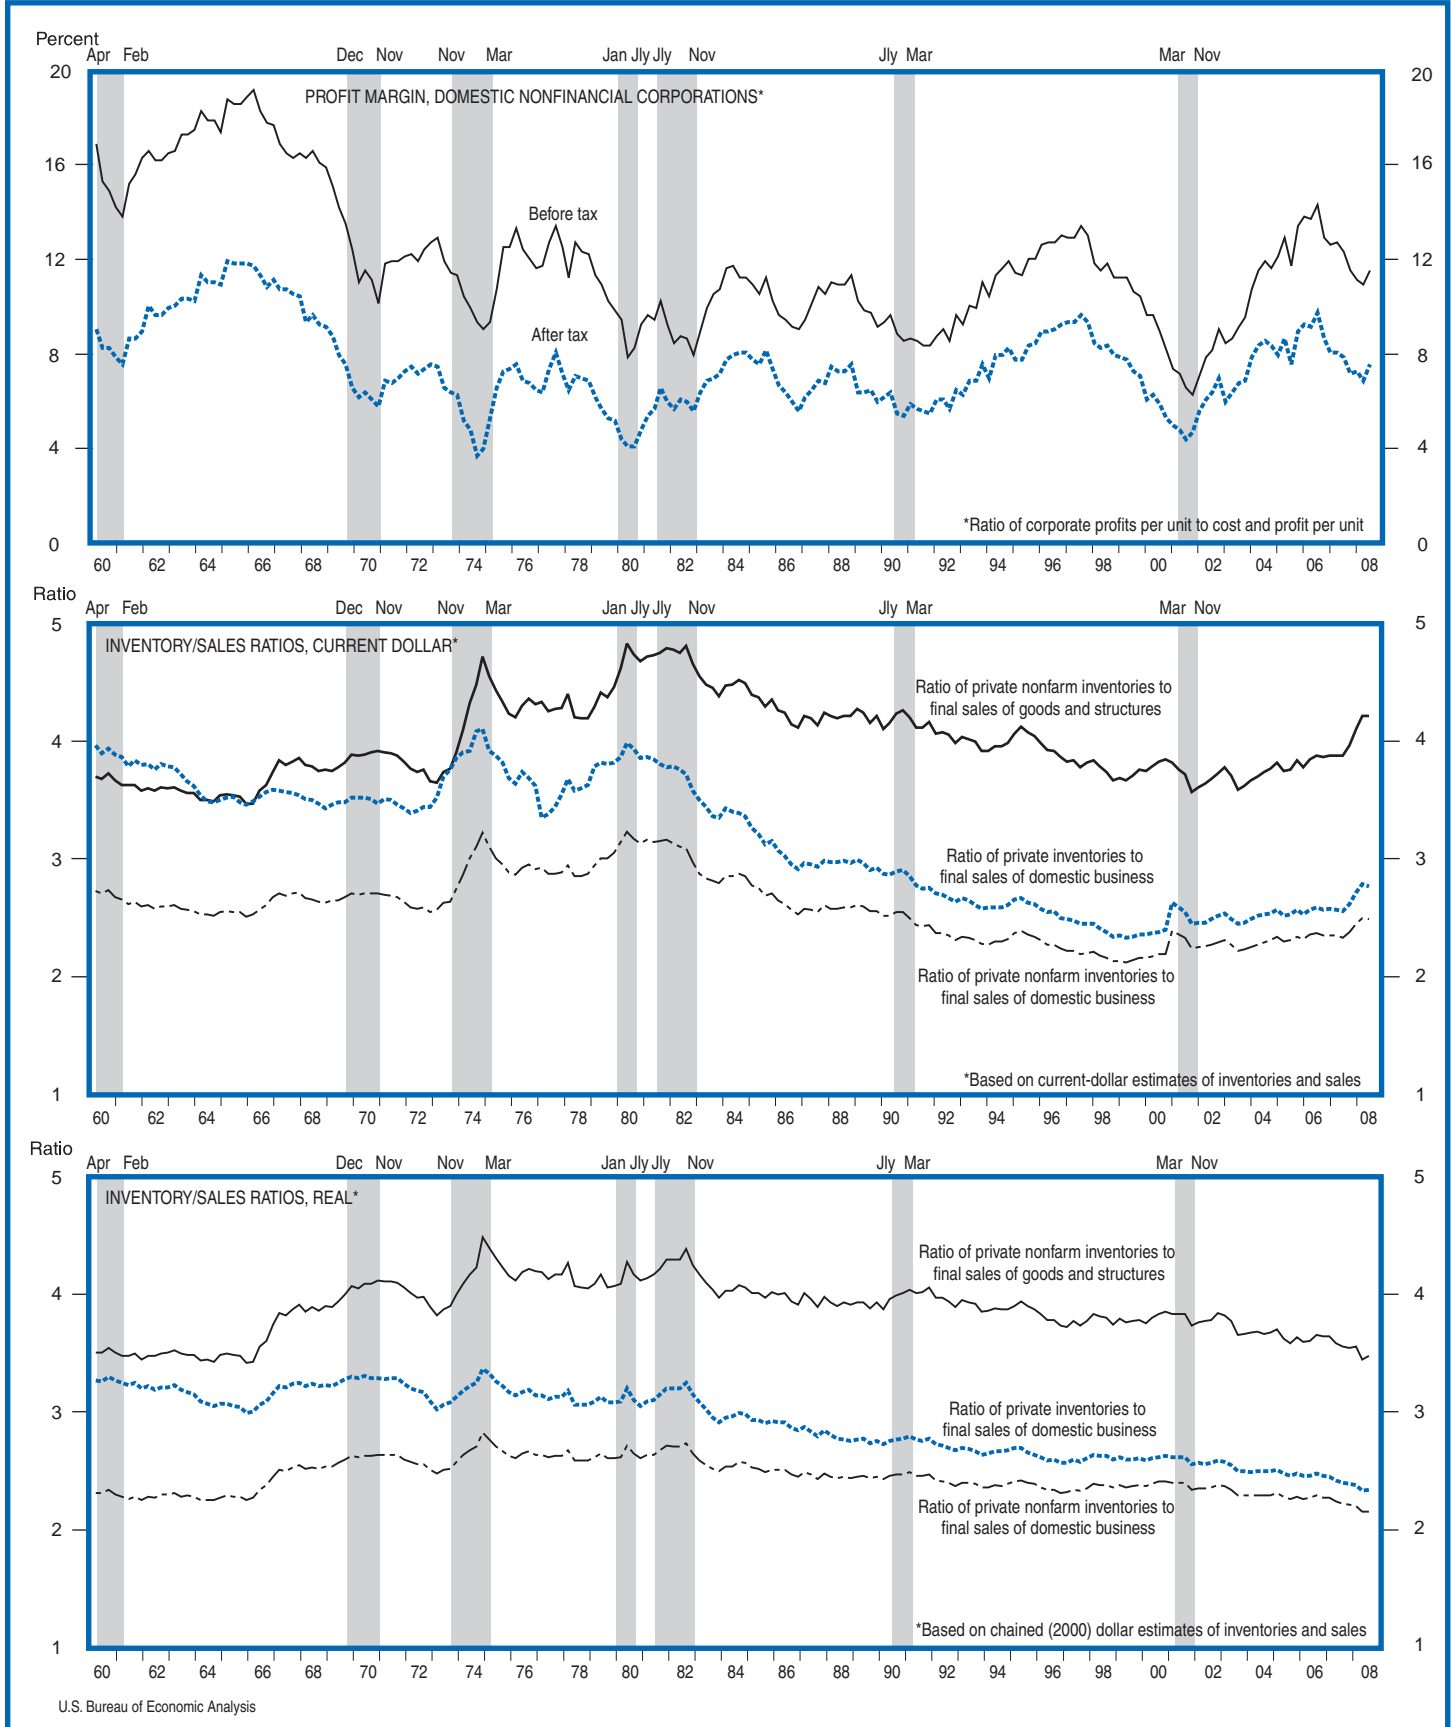 Percent
Apr Feb Dec Nov Nov Mar Jan Jly Jly Nov Jly Mar Mar Nov
20 20
PROFIT MARGIN, DOMESTIC NONFINANCIAL CORPORATIONS*
16 16
Before tax
12 12
After tax
8 8
4 4
*Ratio of corporate profits per unit to cost and profit per unit
0 0
60 62 64 66 68 70 72 74 76 78 80 82 84 86 88 90 92 94 96 98 00 02 04 06 08
Ratio
Apr Feb Dec Nov Nov Mar Jan Jly Jly Nov Jly Mar Mar Nov
5 5
INVENTORY/SALES RATIOS, CURRENT DOLLAR*
Ratio of private nonfarm inventories to
final sales of goods and structures
4 4
3 3
Ratio of private inventories to
final sales of domestic business
2 2
Ratio of private nonfarm inventories to
final sales of domestic business
*Based on current-dollar estimates of inventories and sales
1 1
60 62 64 66 68 70 72 74 76 78 80 82 84 86 88 90 92 94 96 98 00 02 04 06 08
Ratio
Apr Feb Dec Nov Nov Mar Jan Jly Jly Nov Jly Mar Mar Nov
5 5
INVENTORY/SALES RATIOS, REAL*
Ratio of private nonfarm inventories to
final sales of goods and structures
4 4
3 3
Ratio of private inventories to
final sales of domestic business
Ratio of private nonfarm inventories to
final sales of domestic business
2 2
*Based on chained (2000) dollar estimates of inventories and sales
1 1
60 62 64 66 68 70 72 74 76 78 80 82 84 86 88 90 92 94 96 98 00 02 04 06 08
U.S. Bureau of Economic Analysis